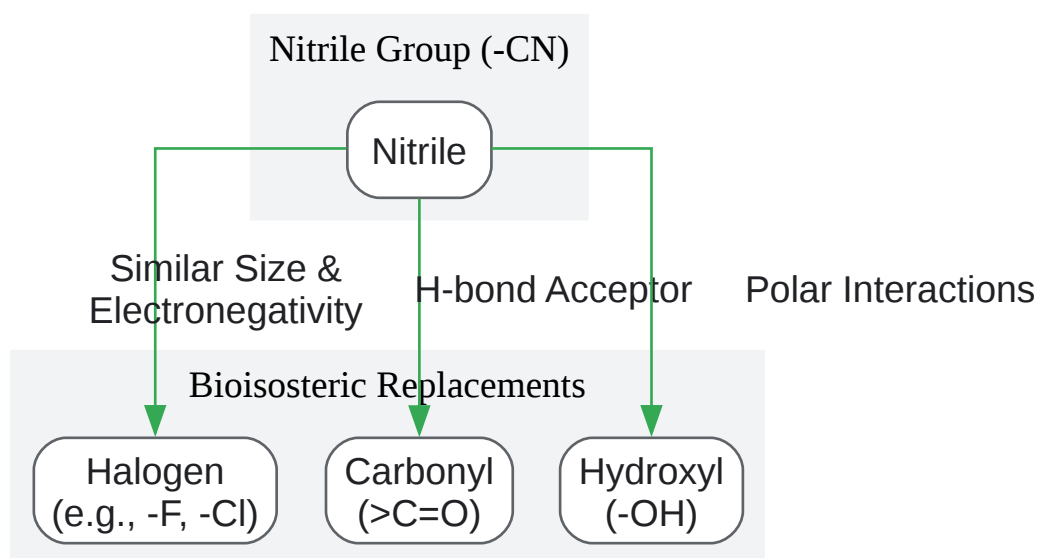 Nitrile Group (-CN)
Nitrile
Similar Size &
Electronegativity
H-bond Acceptor
Polar Interactions
Bioisosteric Replacements
Halogen
(e.g., -F, -Cl)
Carbonyl
(>C=O)
Hydroxyl
(-OH)